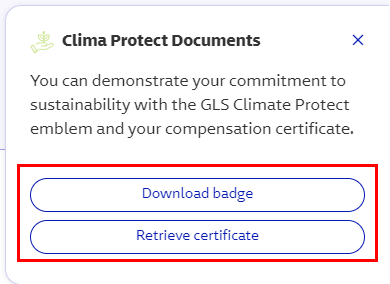 Clima Protect Documents
You can demonstrate your commitment to
sustainability with the GLS Climate Protect
emblem and your compensation certificate.
Download badge
Retrieve certificate